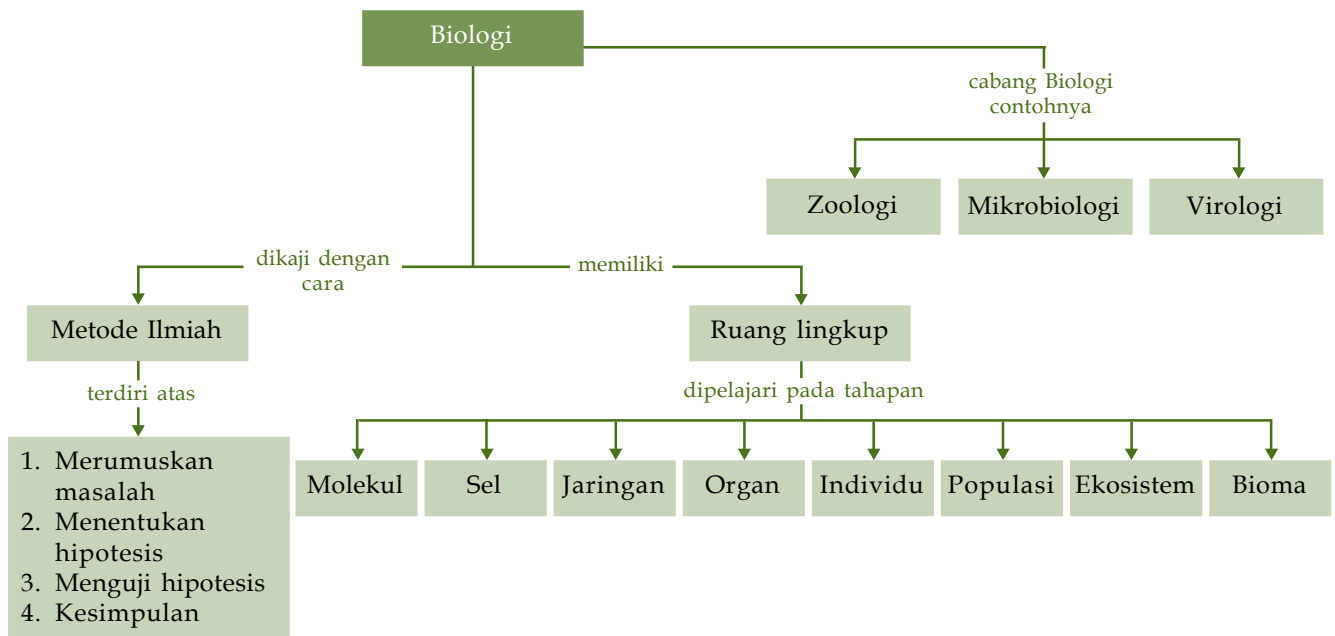 Biologi
cabang Biologi
contohnya
Zoologi
Mikrobiologi
Virologi
dikaji dengan
cara
memiliki
Metode Ilmiah
Ruang lingkup
terdiri atas
dipelajari pada tahapan
1. Merumuskan
masalah
2. Menentukan
hipotesis
3. Menguji hipotesis
4. Kesimpulan
Molekul
Sel
Jaringan
Organ
Individu
Populasi
Ekosistem
Bioma